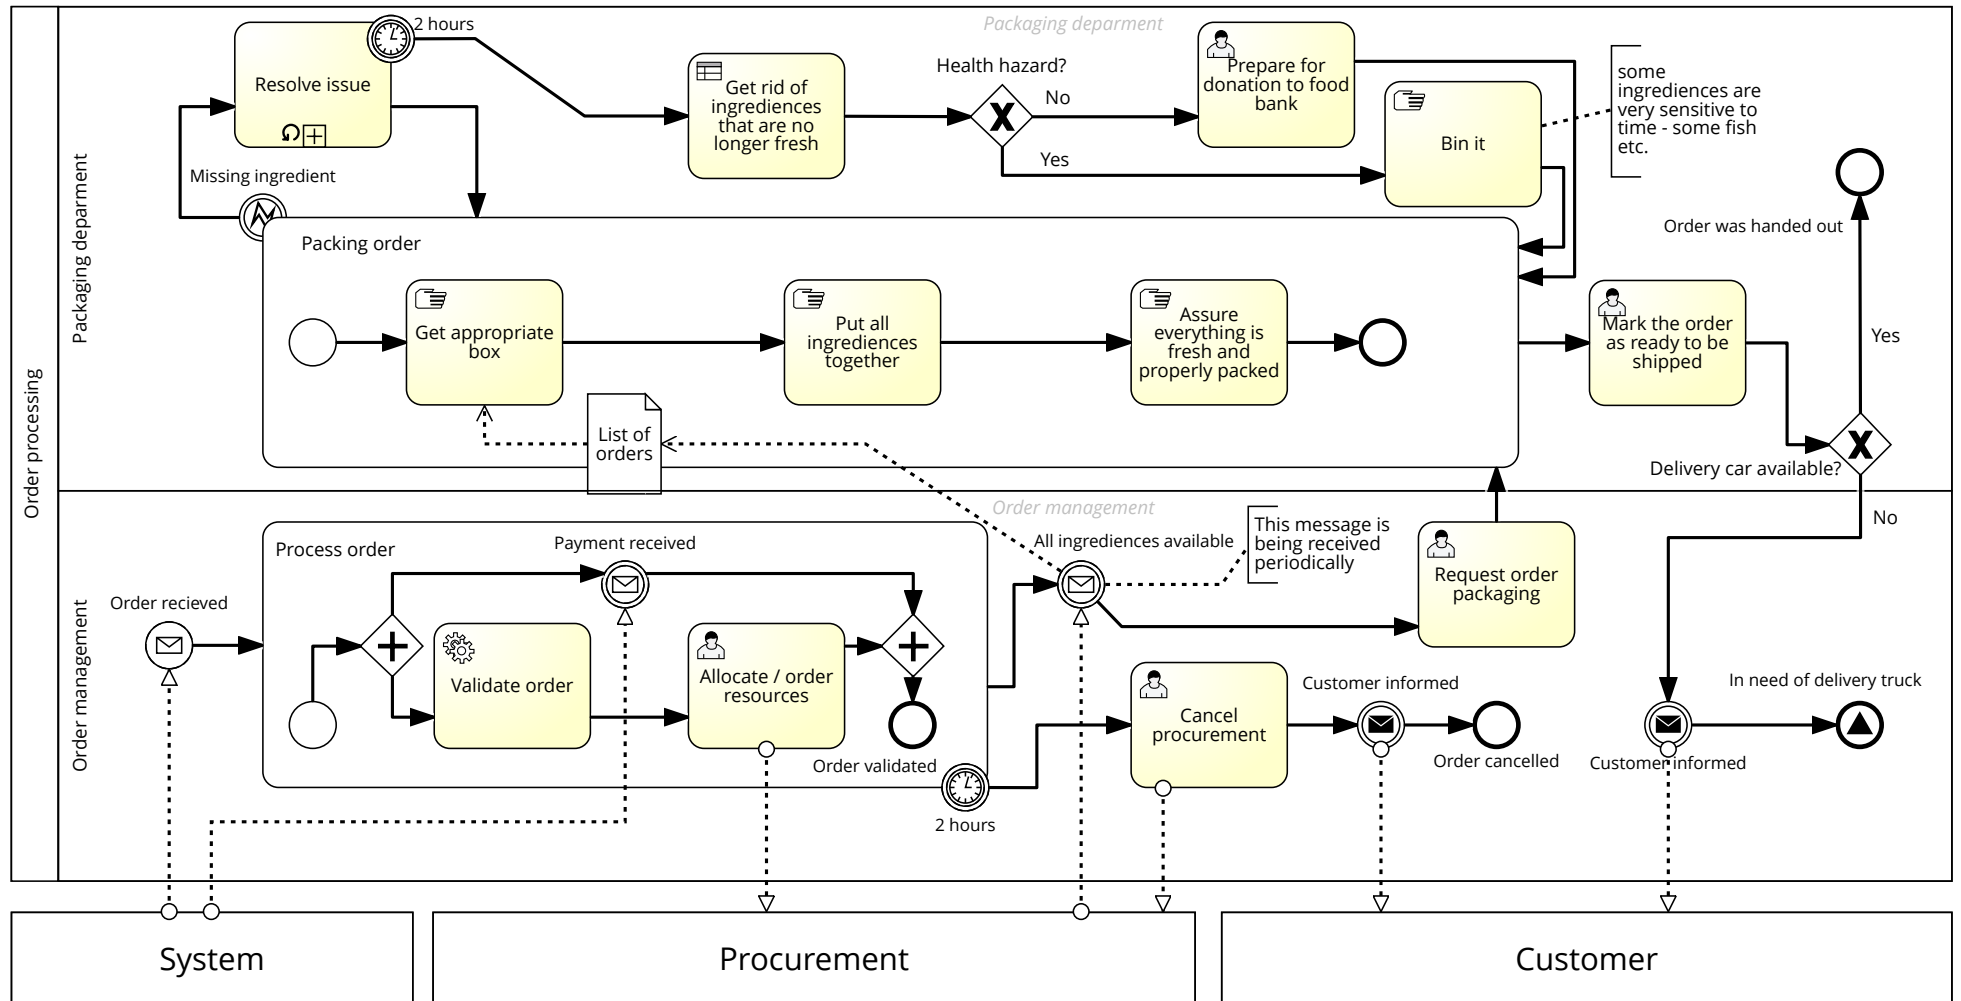 Order processing
Packaging deparment
Packaging deparment
2 hours
Resolve issue
Missing ingredient
Get rid of
ingrediences
that are no
longer fresh
Health hazard?
No
Yes
Prepare for
donation to food
bank
Bin it
some
ingrediences are
very sensitive to
time - some fish
etc.
Order was handed out
Packing order
Get appropriate
box
Put all
ingrediences
together
Assure
everything is
fresh and
properly packed
Mark the order
as ready to be
shipped
Yes
List of
orders
Delivery car available?
No
Order management
Order management
Order recieved
Process order
Payment received
Validate order
Allocate / order
resources
Order validated
2 hours
All ingrediences available
This message is
being received
periodically
Request order
packaging
Cancel
procurement
Customer informed
Order cancelled
Customer informed
In need of delivery truck
System
Procurement
Customer